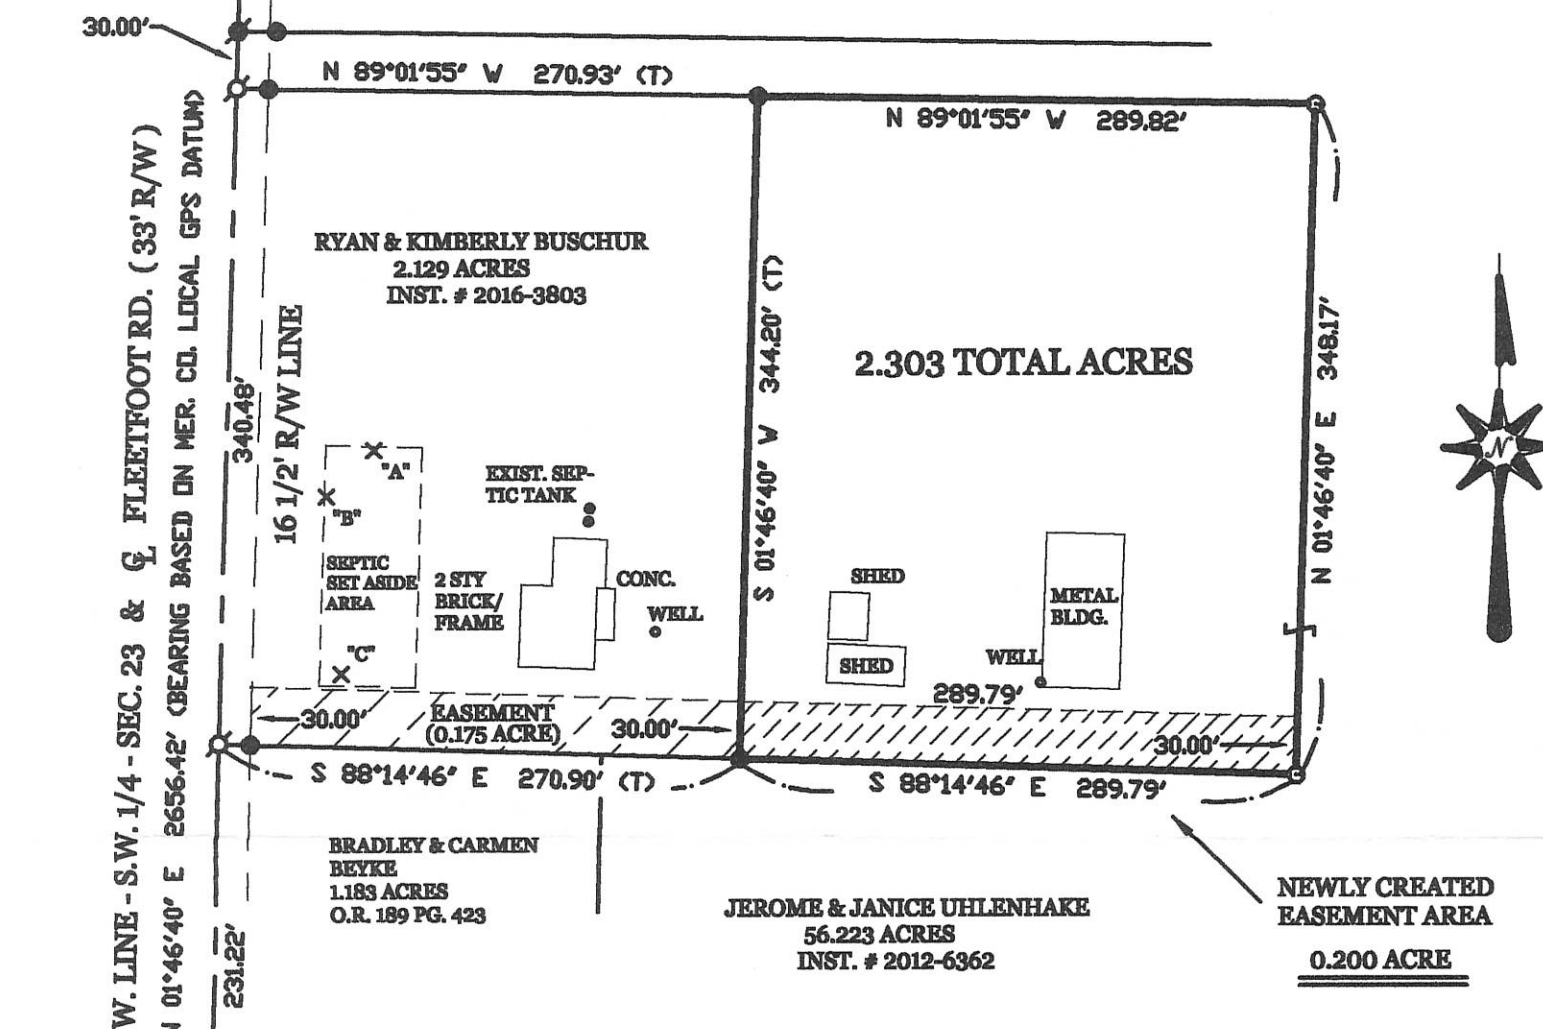 30.00'
N 89°01'55" W 270.93' (T)
N 89°01'55" W 289.82'
W. LINE - S.W. 1/4 - SEC. 23 & ℄ FLEETFOOT RD. (33' R/W)
N 01°46'40" E 2656.42' (BEARING BASED ON MER. CO. LOCAL GPS DATUM)
340.48'
231.22'
16 1/2' R/W LINE
RYAN & KIMBERLY BUSCHUR
2.129 ACRES
INST. # 2016-3803
S 01°46'40" W 344.20' (T)
2.303 TOTAL ACRES
N 01°46'40" E 348.17'
N
"A"
"B"
"C"
SEPTIC
SET ASIDE
AREA
EXIST. SEP-
TIC TANK
2 STY
BRICK/
FRAME
CONC.
WELL
SHED
SHED
METAL
BLDG.
WELL
289.79'
30.00'
EASEMENT
(0.175 ACRE)
30.00'
30.00'
S 88°14'46" E 270.90' (T)
S 88°14'46" E 289.79'
BRADLEY & CARMEN
BEYKE
1.183 ACRES
O.R. 189 PG. 423
JEROME & JANICE UHLENHAKE
56.223 ACRES
INST. # 2012-6362
NEWLY CREATED
EASEMENT AREA
0.200 ACRE